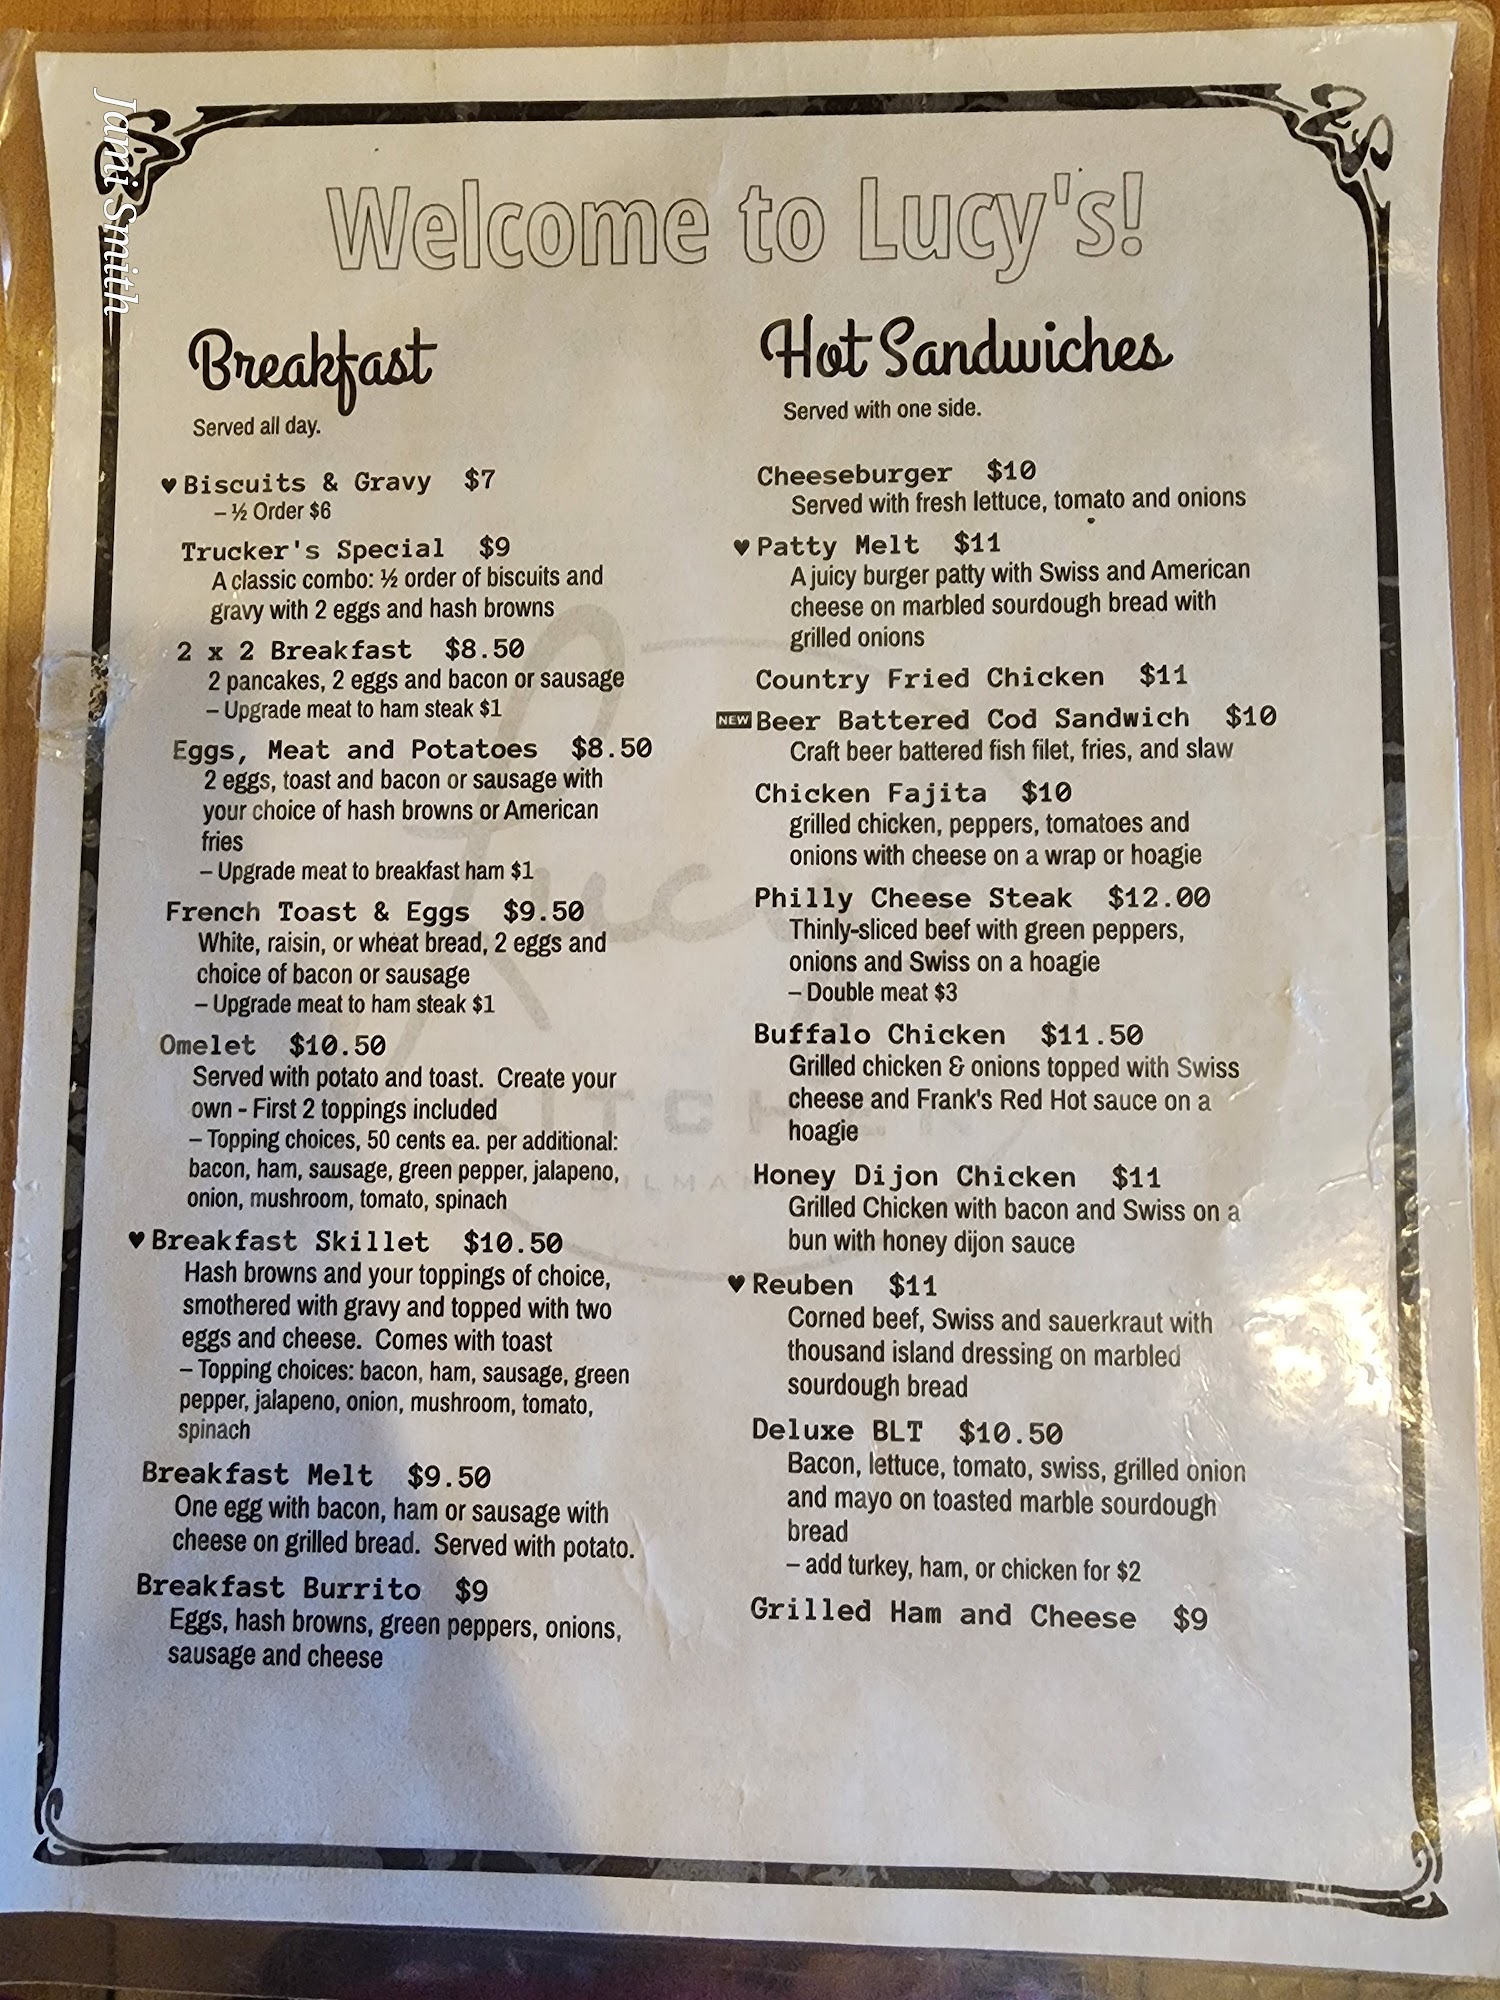 Jami Smith
Welcome to Lucy's!
Breakfast
Served all day.
♥ Biscuits & Gravy $7
– ½ Order $6
Trucker's Special $9
A classic combo: ½ order of biscuits and
gravy with 2 eggs and hash browns
2 x 2 Breakfast $8.50
2 pancakes, 2 eggs and bacon or sausage
– Upgrade meat to ham steak $1
Eggs, Meat and Potatoes $8.50
2 eggs, toast and bacon or sausage with
your choice of hash browns or American
fries
– Upgrade meat to breakfast ham $1
French Toast & Eggs $9.50
White, raisin, or wheat bread, 2 eggs and
choice of bacon or sausage
– Upgrade meat to ham steak $1
Omelet $10.50
Served with potato and toast. Create your
own - First 2 toppings included
– Topping choices, 50 cents ea. per additional:
bacon, ham, sausage, green pepper, jalapeno,
onion, mushroom, tomato, spinach
♥ Breakfast Skillet $10.50
Hash browns and your toppings of choice,
smothered with gravy and topped with two
eggs and cheese. Comes with toast
– Topping choices: bacon, ham, sausage, green
pepper, jalapeno, onion, mushroom, tomato,
spinach
Breakfast Melt $9.50
One egg with bacon, ham or sausage with
cheese on grilled bread. Served with potato.
Breakfast Burrito $9
Eggs, hash browns, green peppers, onions,
sausage and cheese
Hot Sandwiches
Served with one side.
Cheeseburger $10
Served with fresh lettuce, tomato and onions
♥ Patty Melt $11
A juicy burger patty with Swiss and American
cheese on marbled sourdough bread with
grilled onions
Country Fried Chicken $11
NEW Beer Battered Cod Sandwich $10
Craft beer battered fish filet, fries, and slaw
Chicken Fajita $10
grilled chicken, peppers, tomatoes and
onions with cheese on a wrap or hoagie
Philly Cheese Steak $12.00
Thinly-sliced beef with green peppers,
onions and Swiss on a hoagie
– Double meat $3
Buffalo Chicken $11.50
Grilled chicken & onions topped with Swiss
cheese and Frank's Red Hot sauce on a
hoagie
Honey Dijon Chicken $11
Grilled Chicken with bacon and Swiss on a
bun with honey dijon sauce
♥ Reuben $11
Corned beef, Swiss and sauerkraut with
thousand island dressing on marbled
sourdough bread
Deluxe BLT $10.50
Bacon, lettuce, tomato, swiss, grilled onion
and mayo on toasted marble sourdough
bread
– add turkey, ham, or chicken for $2
Grilled Ham and Cheese $9